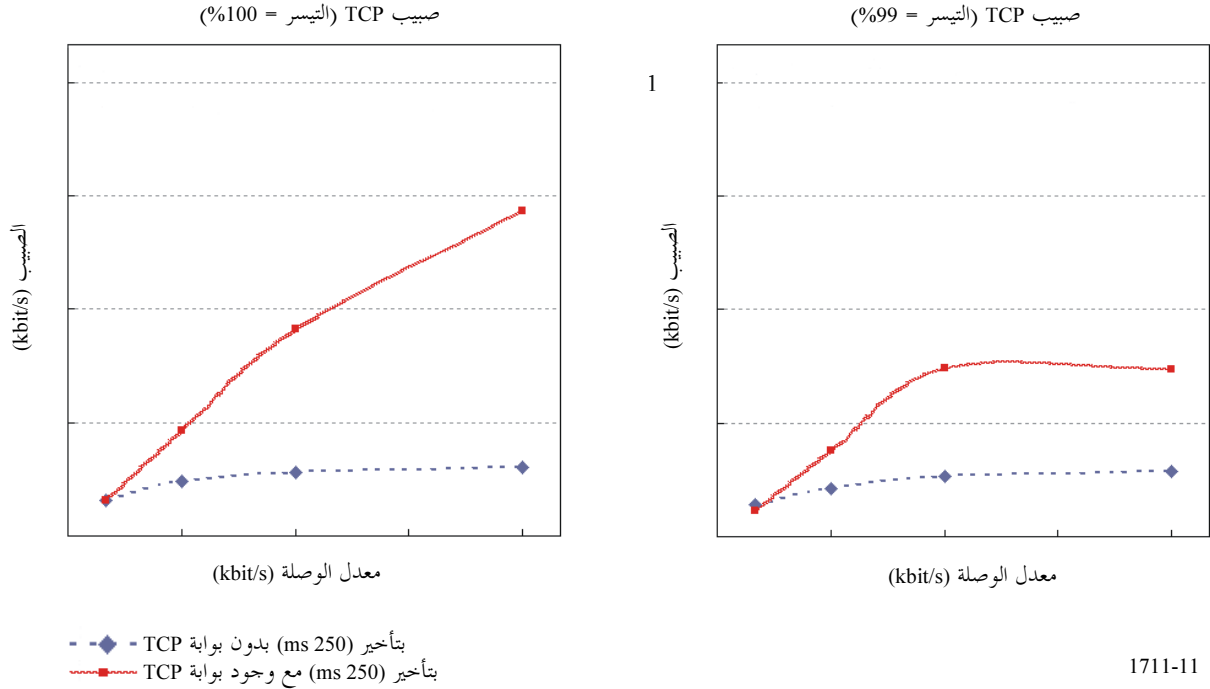 صبيب TCP (التيسر = 100%)
صبيب TCP (التيسر = 99%)
1
الصبيب (kbit/s)
الصبيب (kbit/s)
معدل الوصلة (kbit/s)
معدل الوصلة (kbit/s)
بتأخير (250 ms) بدون بوابة TCP
بتأخير (250 ms) مع وجود بوابة TCP
1711-11